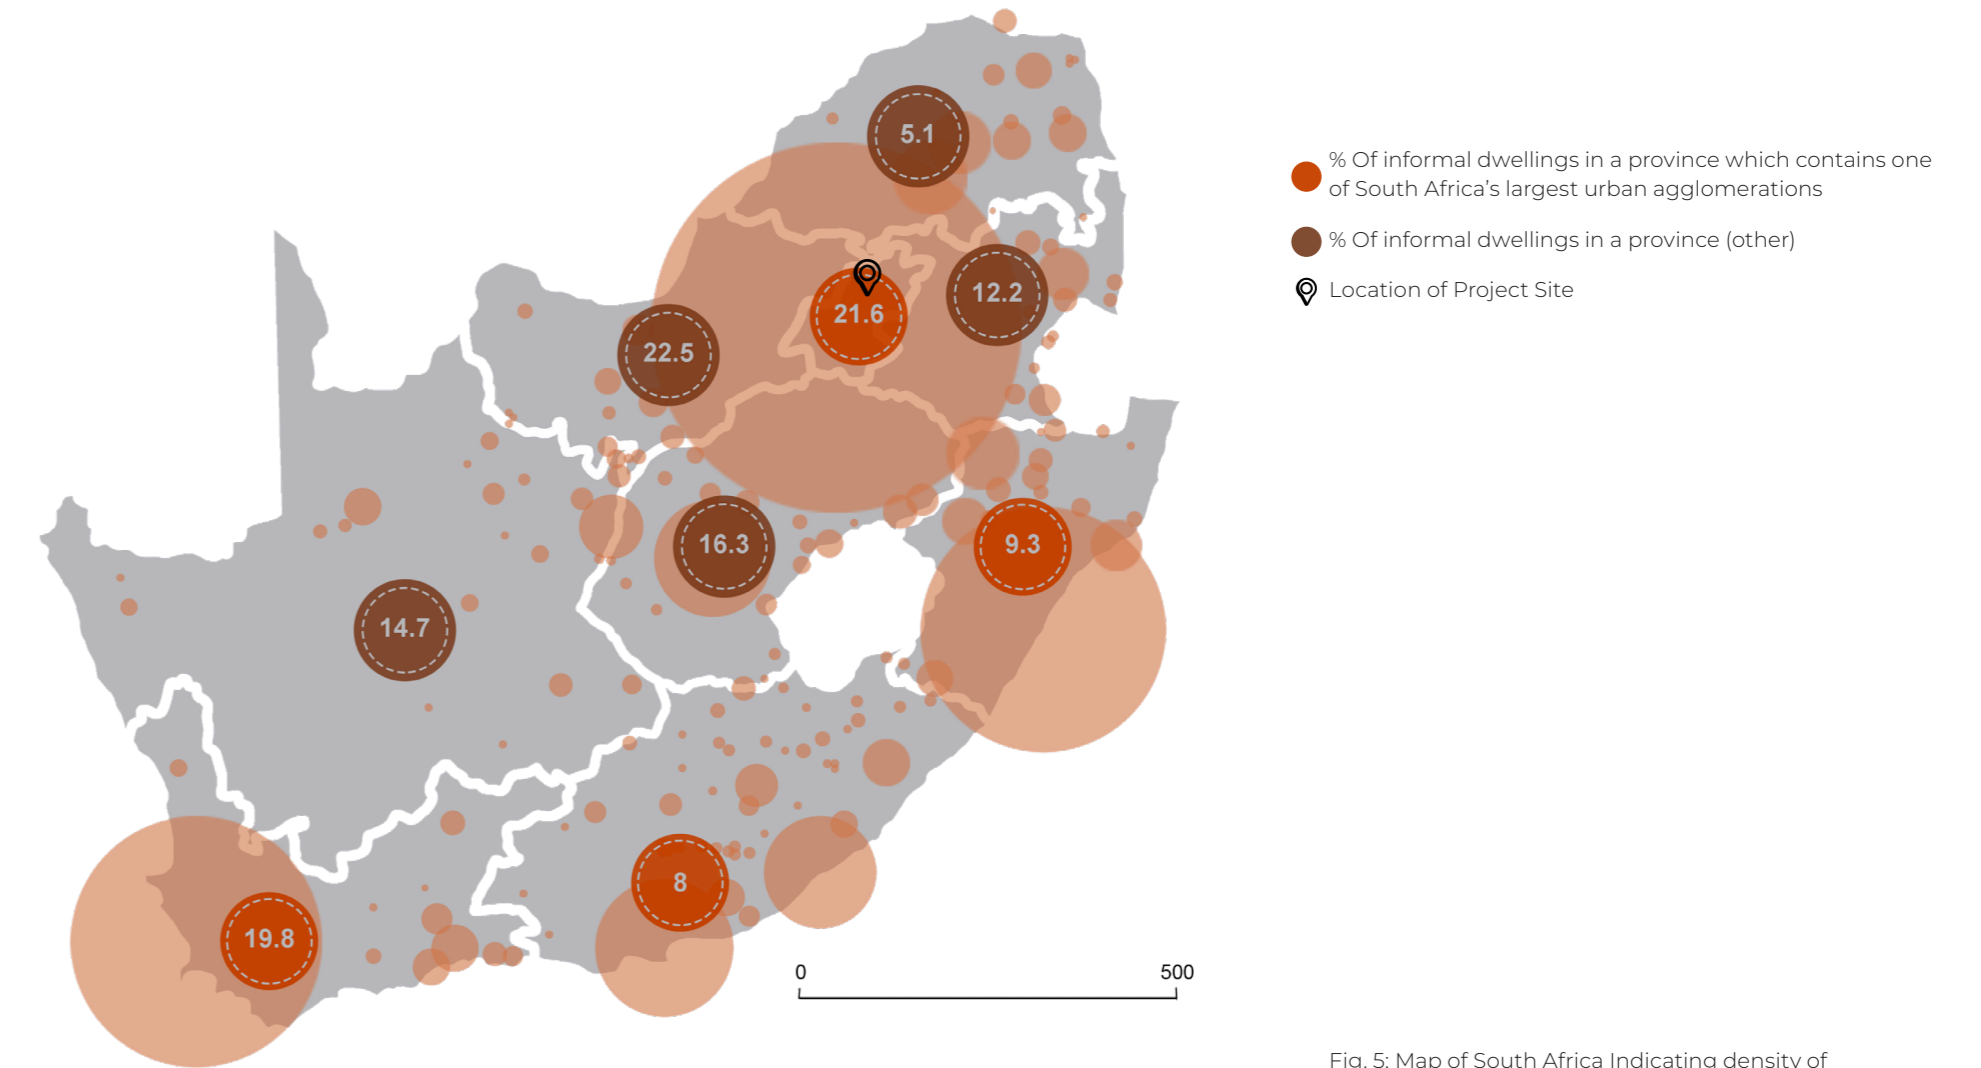 5.1
% Of informal dwellings in a province which contains one
of South Africa’s largest urban agglomerations
% Of informal dwellings in a province (other)
Location of Project Site
12.2
21.6
22.5
16.3
9.3
14.7
8
19.8
0 500
Fig. 5: Map of South Africa Indicating density of